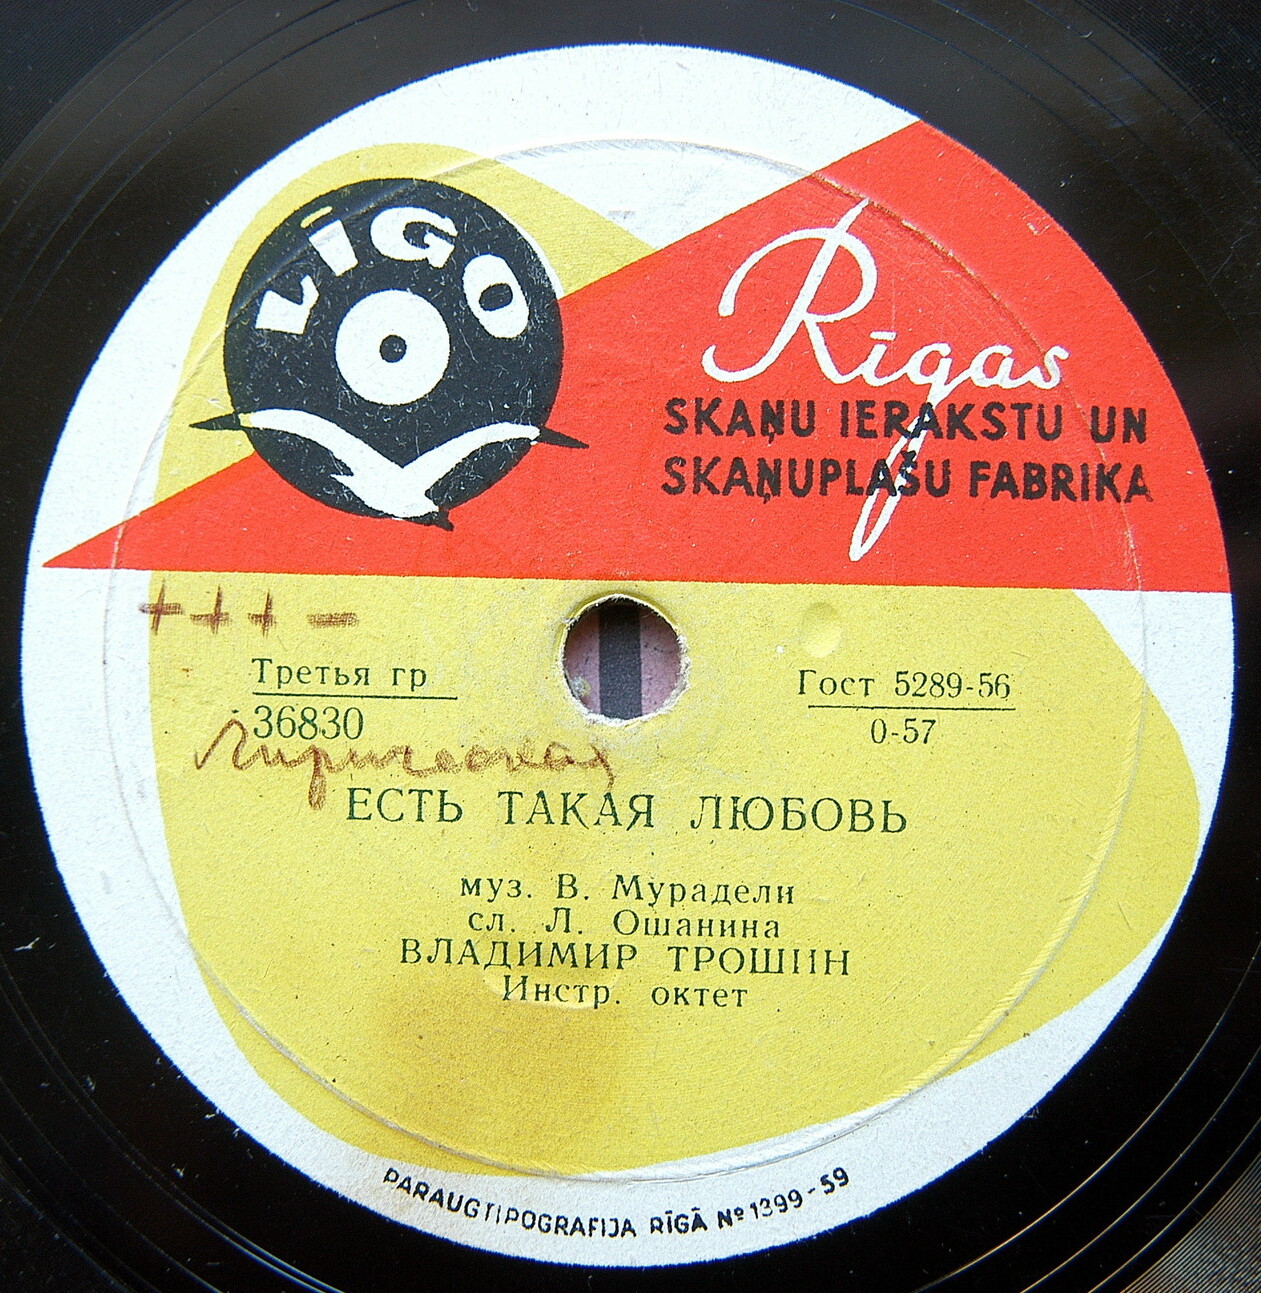 LĪGO
Rīgas
SKAŅU IERAKSTU UN
SKAŅUPLAŠU FABRIKA
+++ –
Третья гр
36830
Гост 5289-56
0-57
Лирическая
ЕСТЬ ТАКАЯ ЛЮБОВЬ
муз. В. Мурадели
сл. Л. Ошанина
ВЛАДИМИР ТРОШИН
Инстр. октет
PARAUGTIPOGRAFIJA RĪGĀ № 1399-59